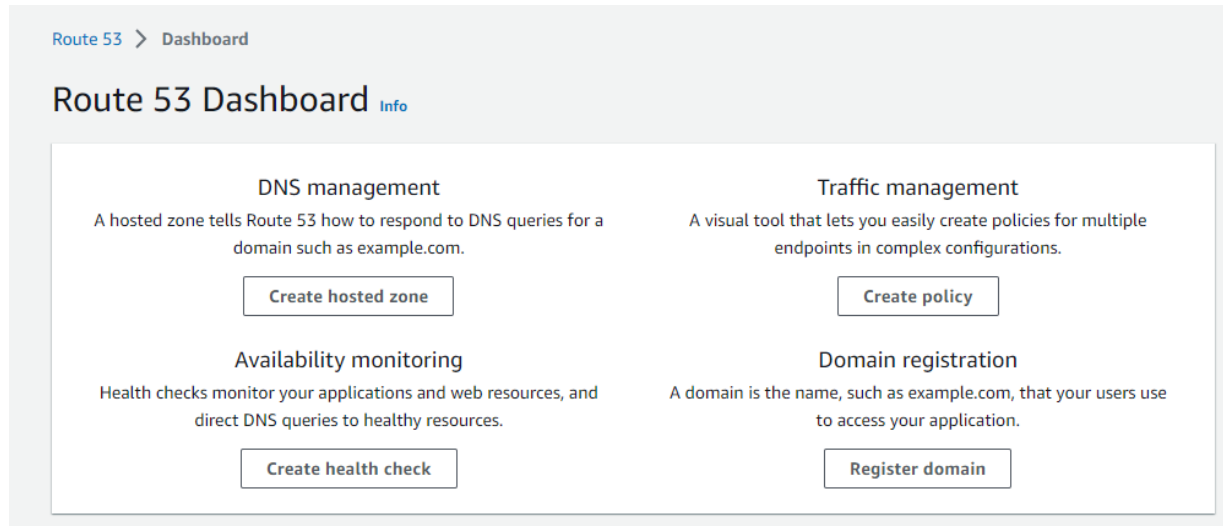 Route 53 > Dashboard
Route 53 Dashboard Info
DNS management
A hosted zone tells Route 53 how to respond to DNS queries for a
domain such as example.com.
Create hosted zone
Traffic management
A visual tool that lets you easily create policies for multiple
endpoints in complex configurations.
Create policy
Availability monitoring
Health checks monitor your applications and web resources, and
direct DNS queries to healthy resources.
Create health check
Domain registration
A domain is the name, such as example.com, that your users use
to access your application.
Register domain